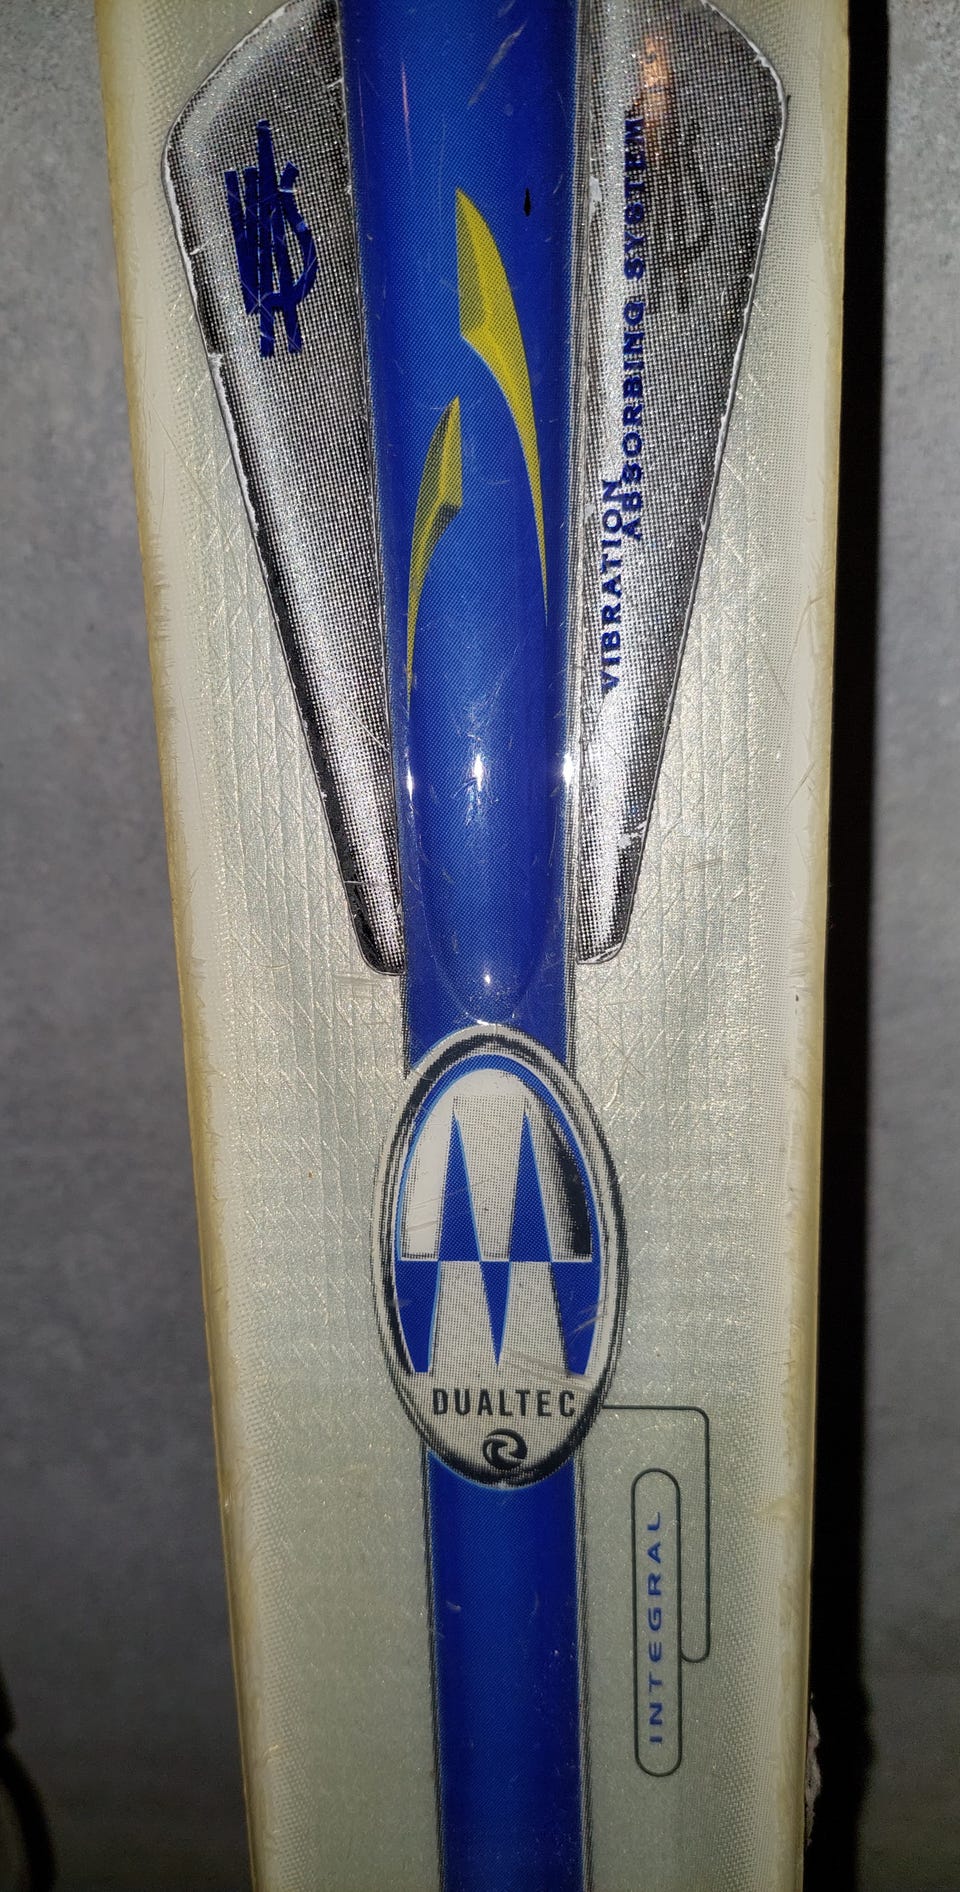 VIBRATION
ABSORBING SYSTEM
DUALTEC
INTEGRAL